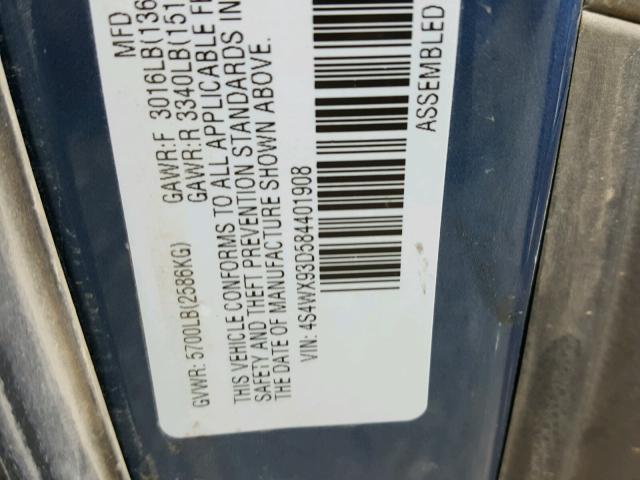 MFD
GVWR: 5700LB(2586KG) GAWR:F 3016LB(136
GAWR:R 3340LB(151
THIS VEHICLE CONFORMS TO ALL APPLICABLE FE
SAFETY AND THEFT PREVENTION STANDARDS IN
THE DATE OF MANUFACTURE SHOWN ABOVE.
VIN: 4S4WX93D584401908
ASSEMBLED